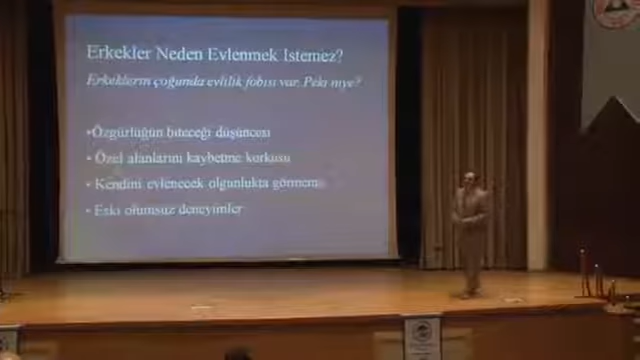 Erkekler Neden Evlenmek İstemez?
Erkeklerin çoğunda evlilik fobisi var. Peki niye?
•Özgürlüğün biteceği düşüncesi
• Özel alanlarını kaybetme korkusu
• Kendini evlenecek olgunlukta görmeme
• Eski olumsuz deneyimler